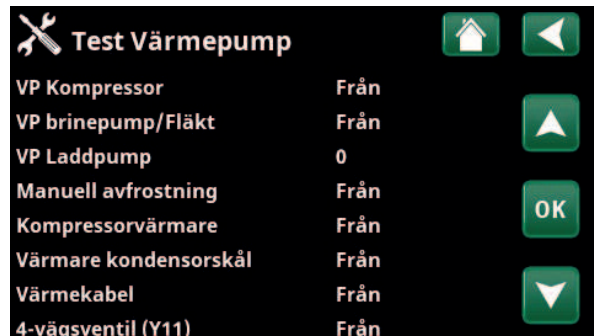 Test Värmepump
VP Kompressor Från
VP brinepump/Fläkt Från
VP Laddpump 0
Manuell avfrostning Från
OK
Kompressorvärmare Från
Värmare kondensorskål Från
Värmekabel Från
4-vägsventil (Y11) Från